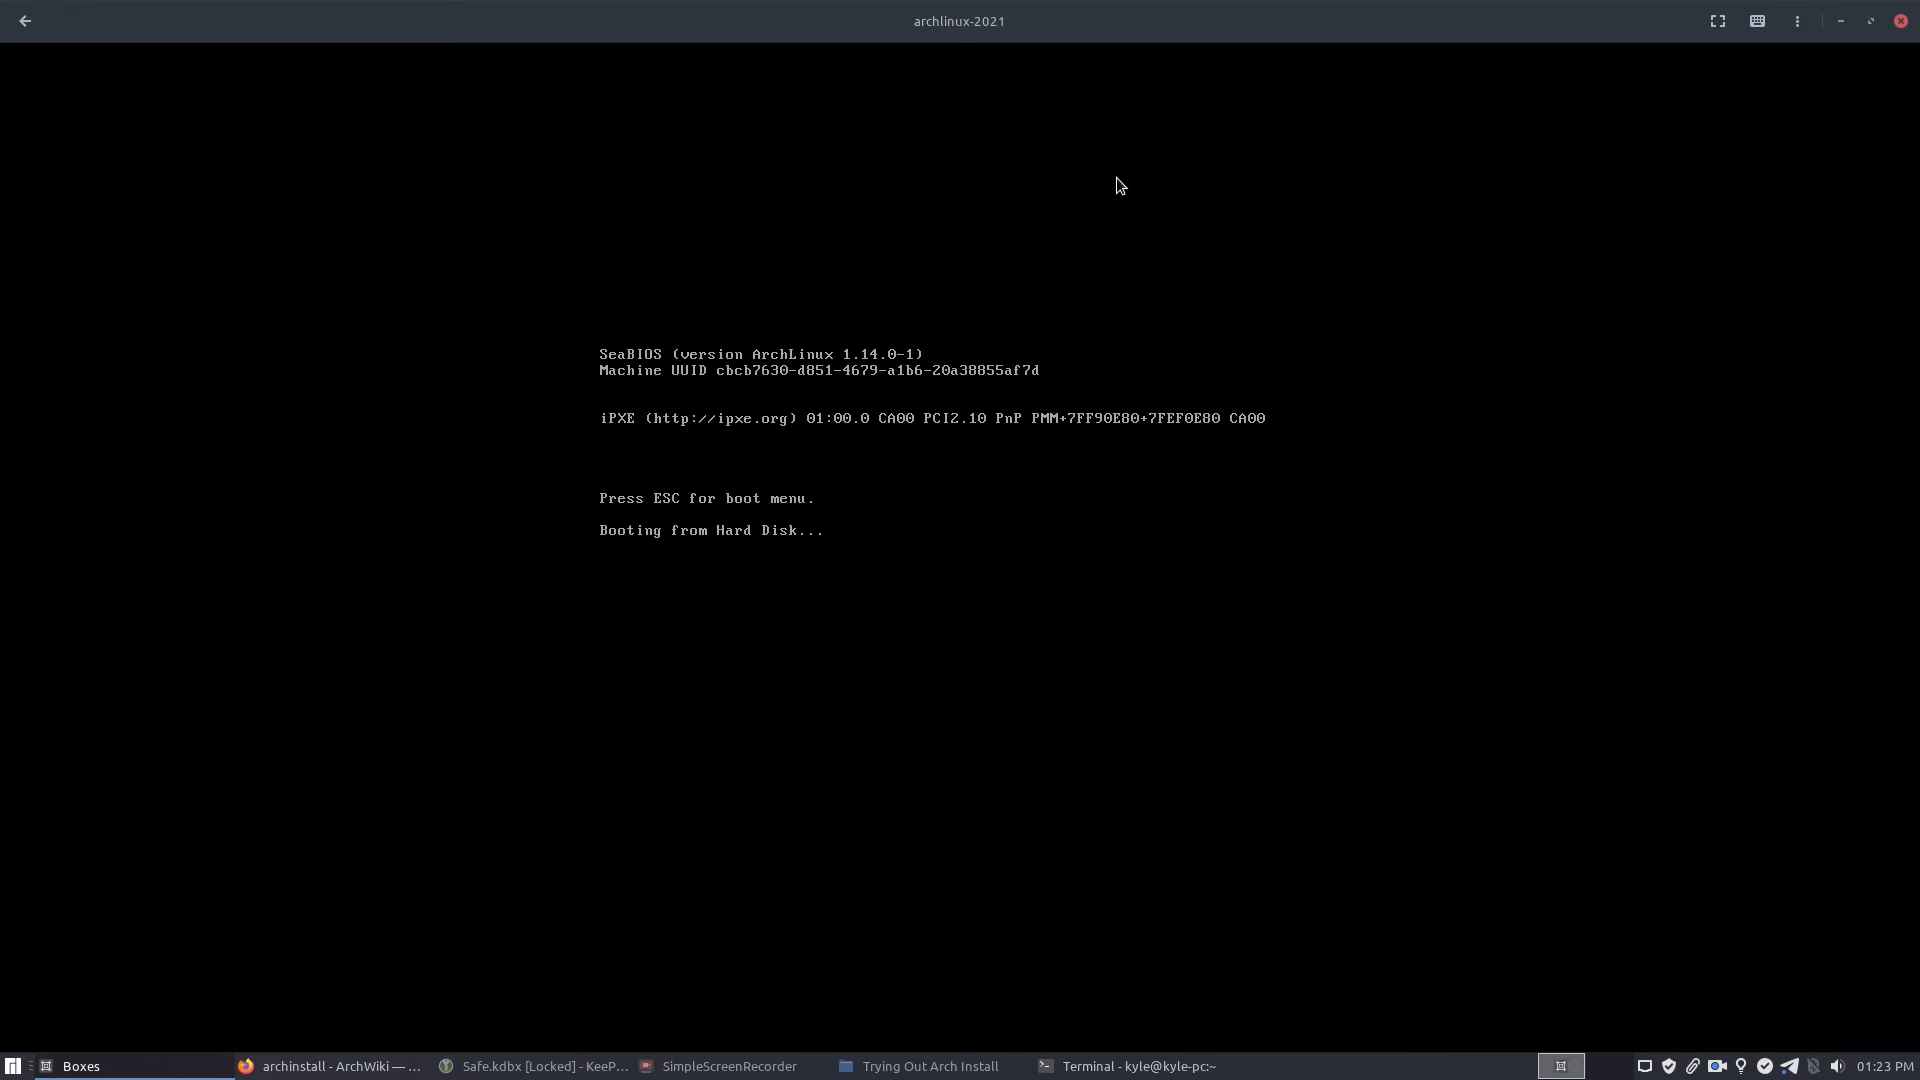 archlinux-2021
SeaBIOS (version ArchLinux 1.14.0-1)
Machine UUID cbcb7630-d851-4679-a1b6-20a38855af7d
iPXE (http://ipxe.org) 01:00.0 CA00 PCI2.10 PnP PMM+7FF90E80+7FEF0E80 CA00
Press ESC for boot menu.
Booting from Hard Disk...
Boxes
archinstall - ArchWiki — ...
Safe.kdbx [Locked] - KeeP...
SimpleScreenRecorder
Trying Out Arch Install
Terminal - kyle@kyle-pc:~
01:23 PM